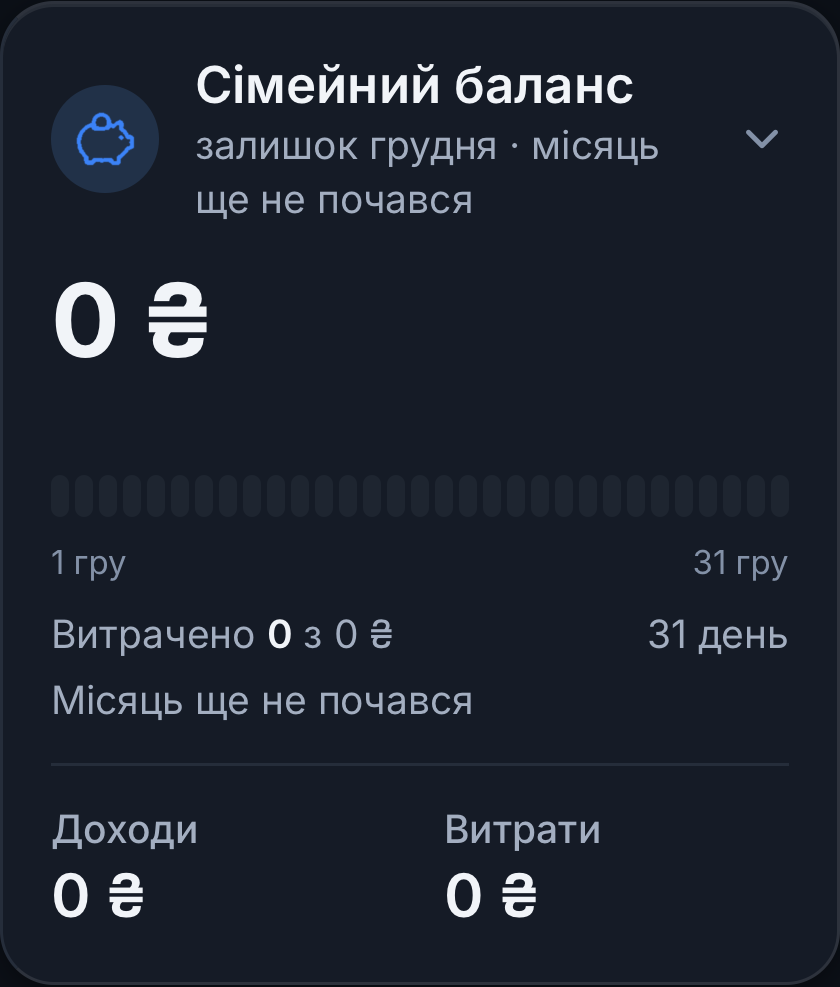 Сімейний баланс
залишок грудня · місяць
ще не почався
0 ₴
1 гру
31 гру
Витрачено 0 з 0 ₴
31 день
Місяць ще не почався
Доходи
Витрати
0 ₴
0 ₴